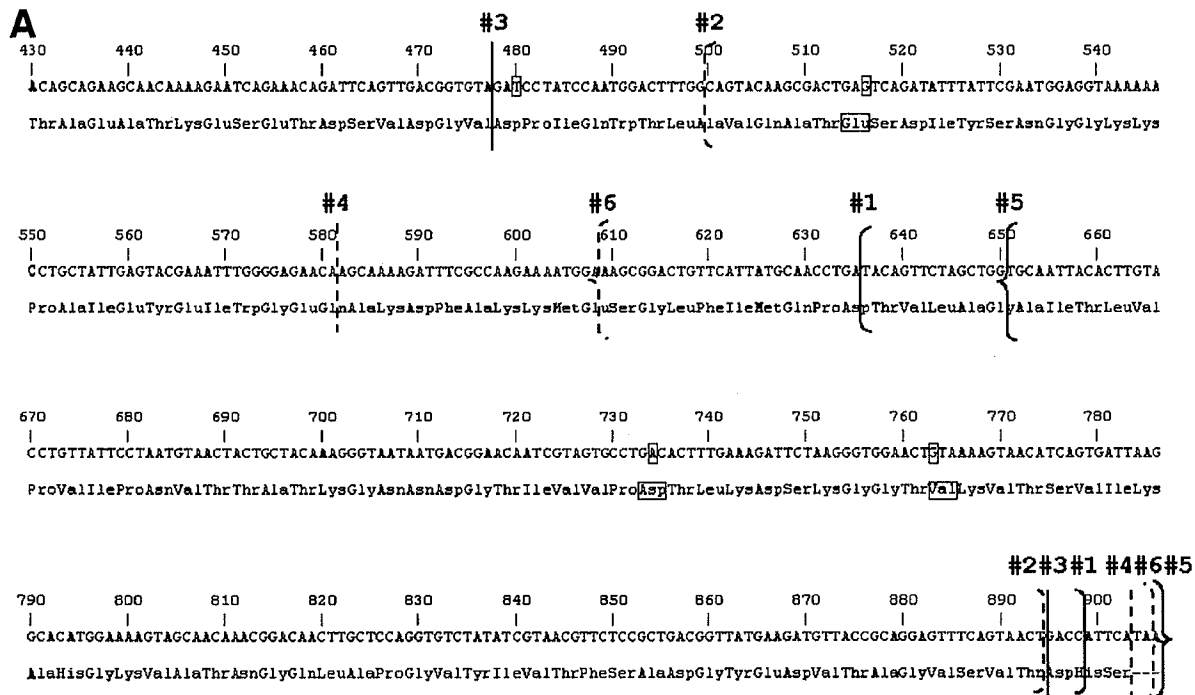 A
#3 #2
430 440 450 460 470 480 490 500 510 520 530 540
ACAGCAGAAGCAACAAAAGAATCAGAAACAGATTCAGTTGACGGTGTAGATCCTATCCAATGGACTTTGGCAGTACAAGCGACTGAGTCAGATATTTATTCGAATGGAGGTAAAAAA
ThrAlaGluAlaThrLysGluSerGluThrAspSerValAspGlyValAspProIleGlnTrpThrLeuAlaValGlnAlaThrGluSerAspIleTyrSerAsnGlyGlyLysLys
#4 #6 #1 #5
550 560 570 580 590 600 610 620 630 640 650 660
CCTGCTATTGAGTACGAAATTTGGGGAGAACAAGCAAAAGATTTCGCCAAGAAAATGGAAAGCGGACTGTTCATTATGCAACCTGATACAGTTCTAGCTGGTGCAATTACACTTGTA
ProAlaIleGluTyrGluIleTrpGlyGluGlnAlaLysAspPheAlaLysLysMetGluSerGlyLeuPheIleMetGlnProAspThrValLeuAlaGlyAlaIleThrLeuVal
670 680 690 700 710 720 730 740 750 760 770 780
CCTGTTATTCCTAATGTAACTACTGCTACAAAGGGTAATAATGACGGAACAATCGTAGTGCCTGACACTTTGAAAGATTCTAAGGGTGGAACTGTAAAAGTAACATCAGTGATTAAG
ProValIleProAsnValThrThrAlaThrLysGlyAsnAsnAspGlyThrIleValValProAspThrLeuLysAspSerLysGlyGlyThrValLysValThrSerValIleLys
#2#3#1 #4#6#5
790 800 810 820 830 840 850 860 870 880 890 900
GCACATGGAAAAGTAGCAACAAACGGACAACTTGCTCCAGGTGTCTATATCGTAACGTTCTCCGCTGACGGTTATGAAGATGTTACCGCAGGAGTTTCAGTAACTGACCATTCATAA
AlaHisGlyLysValAlaThrAsnGlyGlnLeuAlaProGlyValTyrIleValThrPheSerAlaAspGlyTyrGluAspValThrAlaGlyValSerValThrAspHisSer---